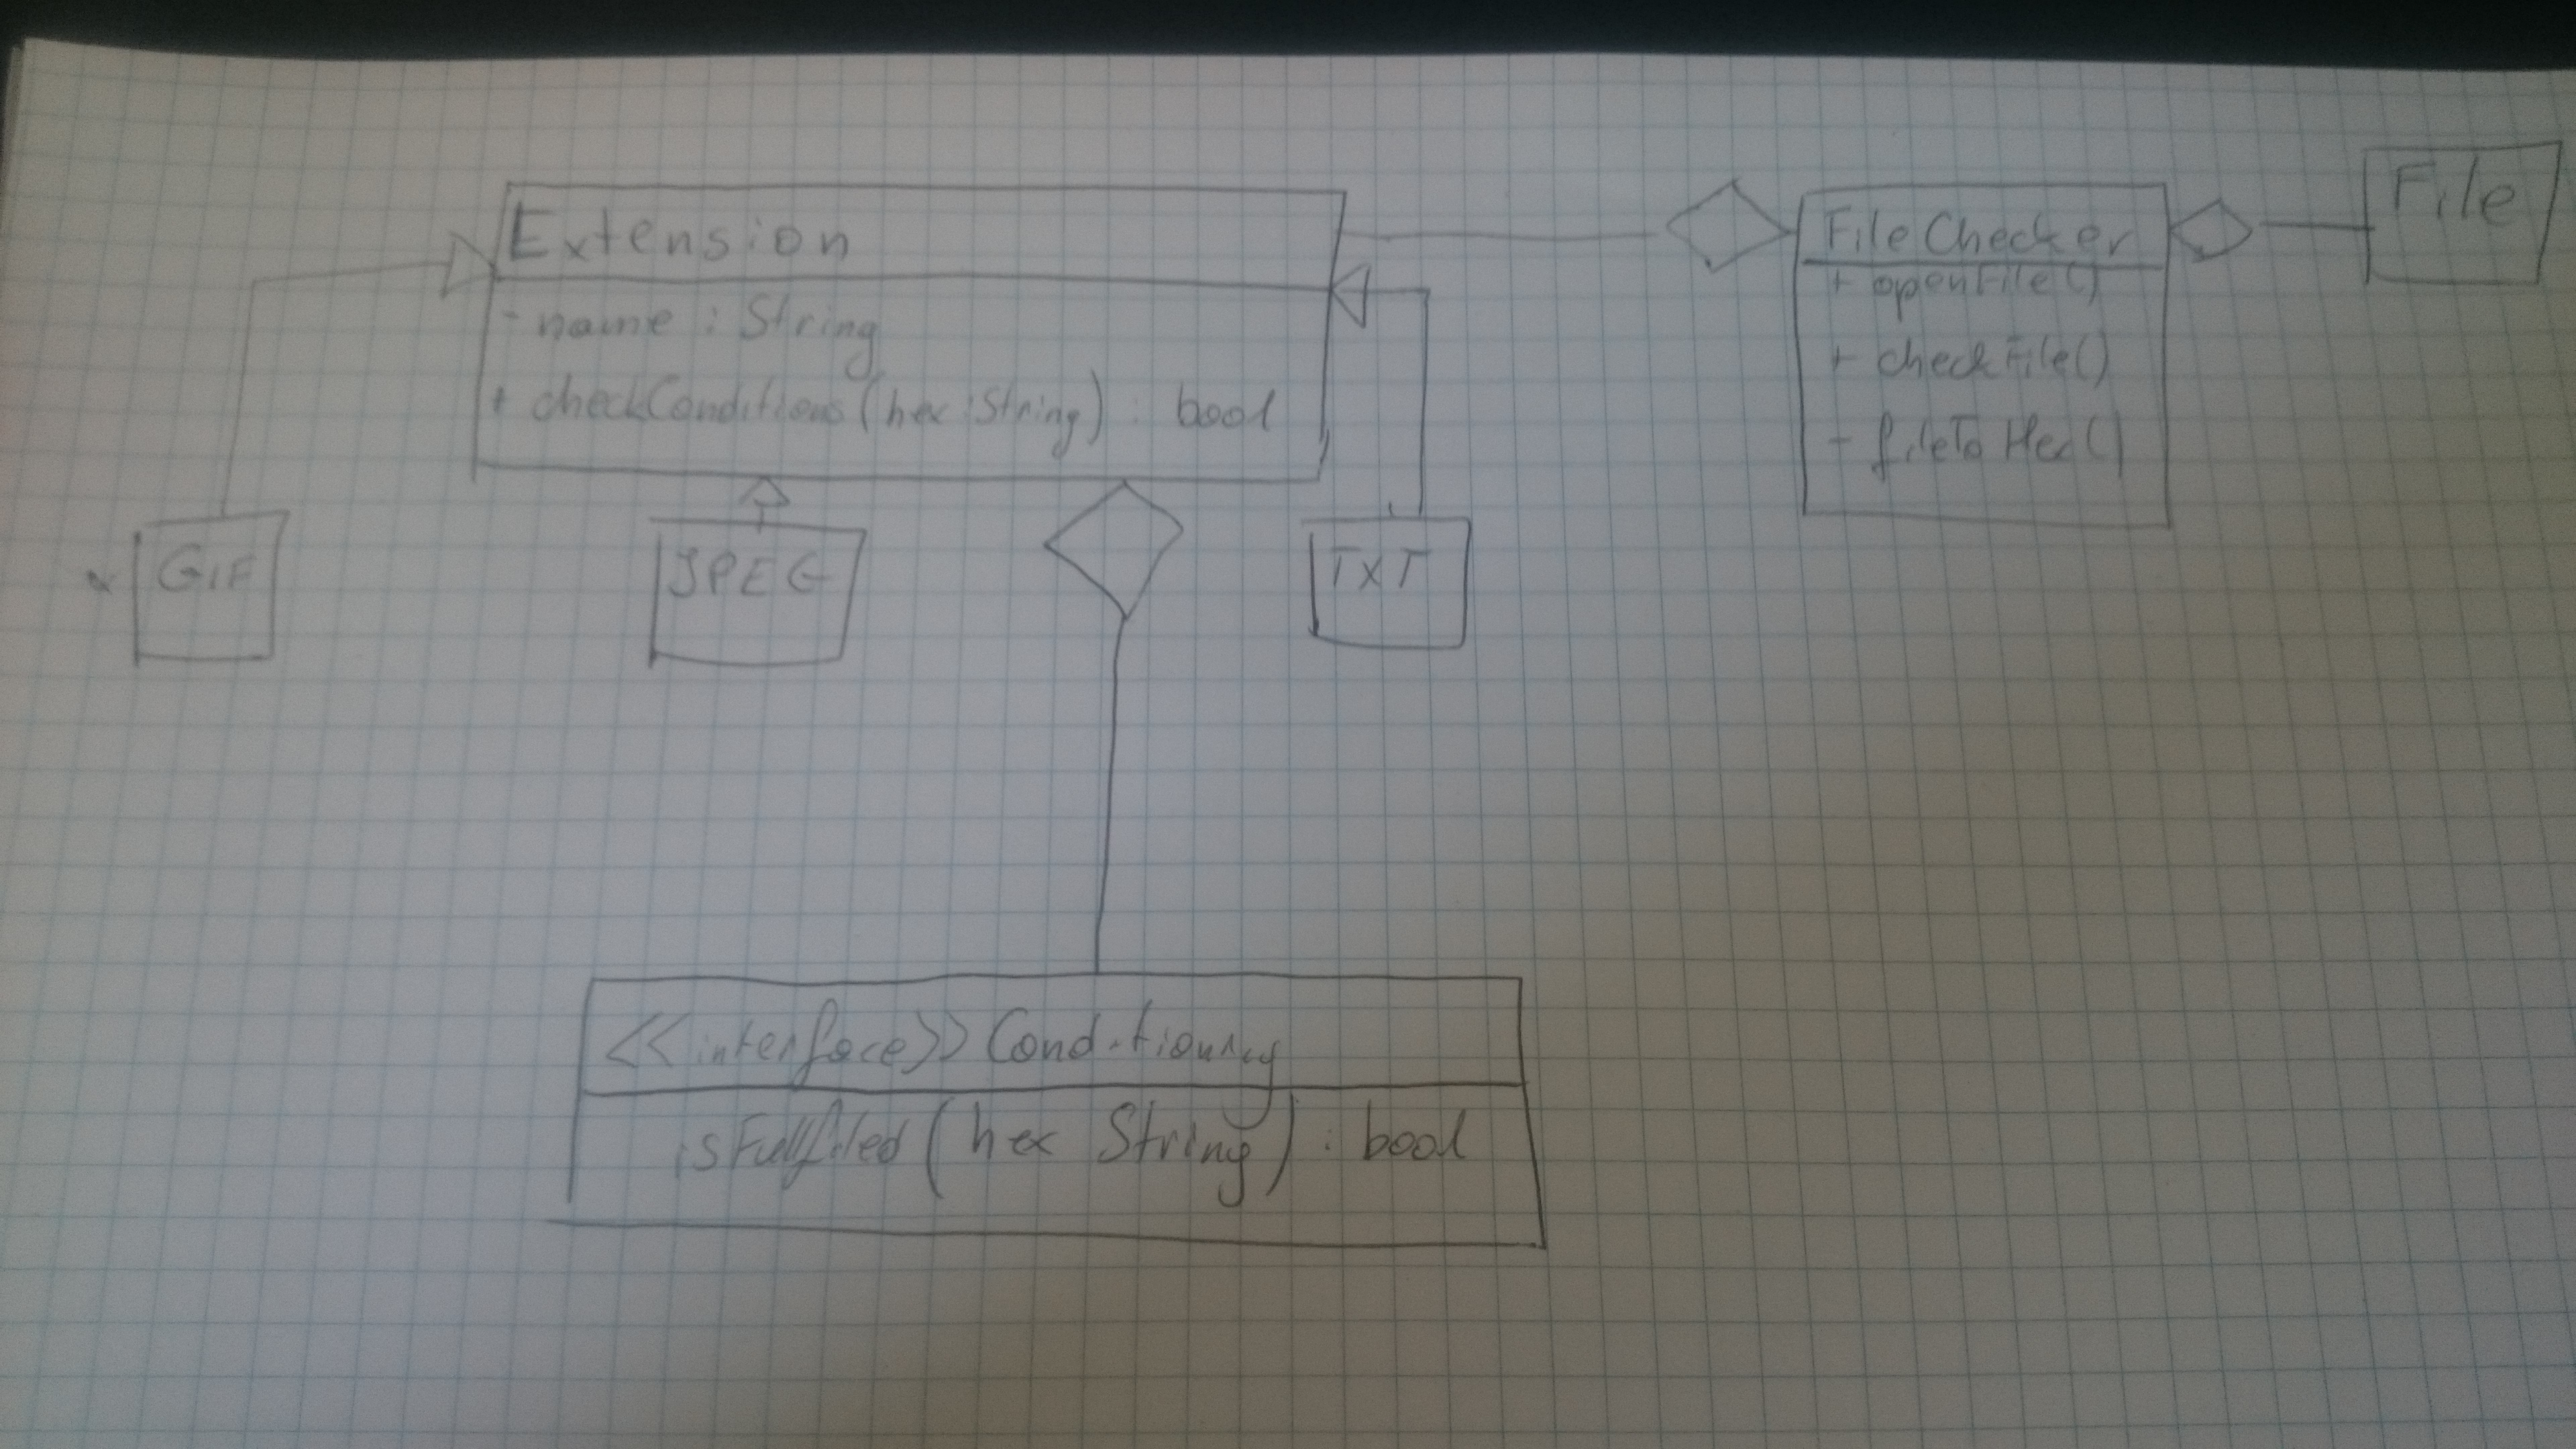 Extension
- name : String
+ checkConditions (hex : String) : bool
FileChecker
+ openFile()
+ checkFile()
- fileToHex()
File
GIF
JPEG
TXT
<<interface>>
isFullfiled (hex String) : bool